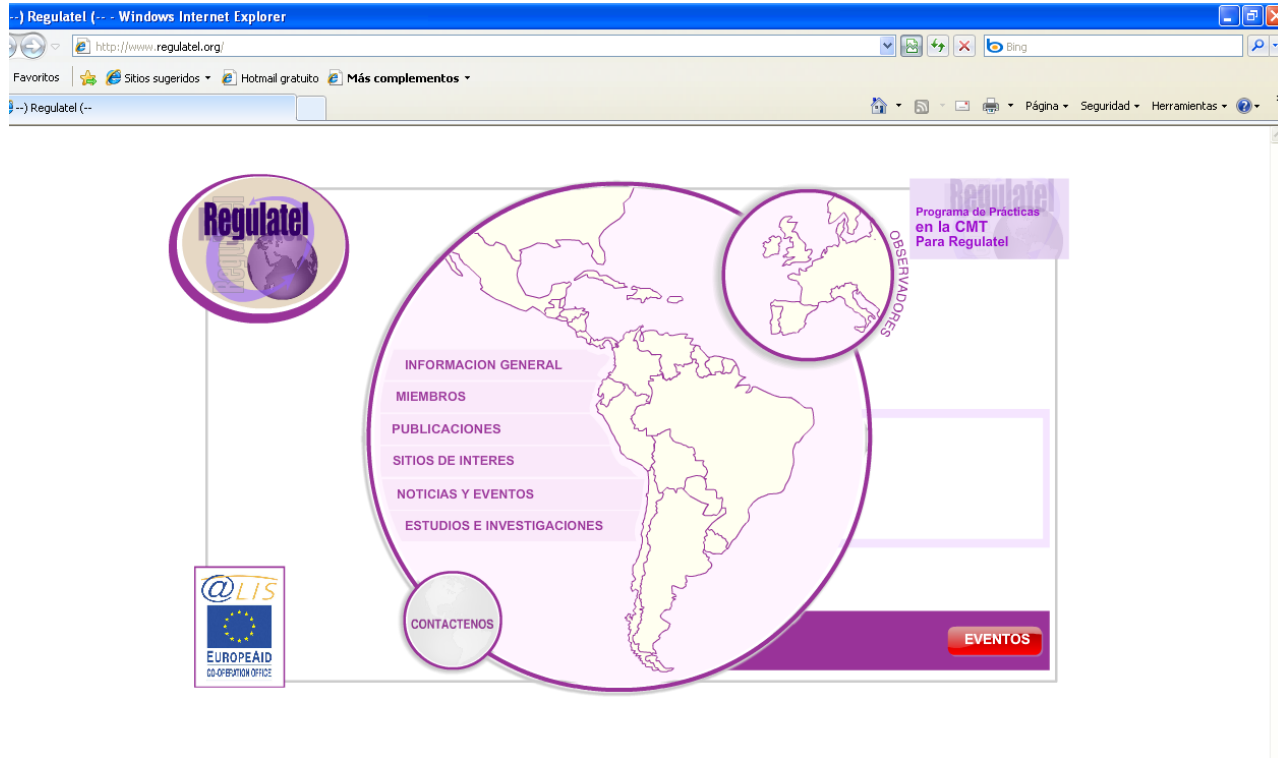 --) Regulatel (-- - Windows Internet Explorer
http://www.regulatel.org/
Bing
Favoritos
Sitios sugeridos
Hotmail gratuito
Más complementos
--) Regulatel (--
Página
Seguridad
Herramientas
Regulatel
Regulatel
Programa de Prácticas
en la CMT
Para Regulatel
OBSERVADORES
INFORMACION GENERAL
MIEMBROS
PUBLICACIONES
SITIOS DE INTERES
NOTICIAS Y EVENTOS
ESTUDIOS E INVESTIGACIONES
@LIS
EUROPEAID
CO-OPERATION OFFICE
CONTACTENOS
EVENTOS